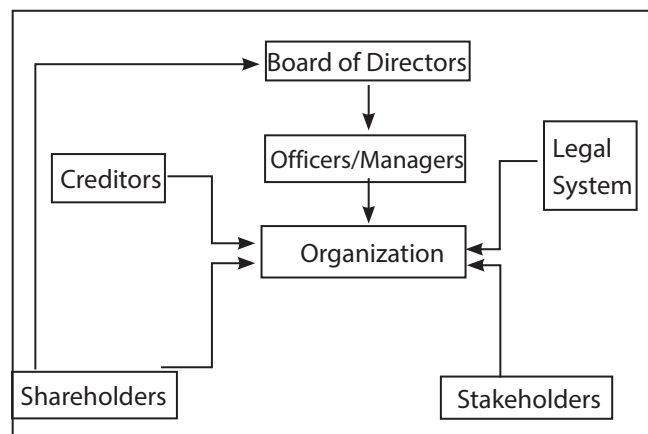 Board of Directors
Officers/Managers
Creditors
Legal
System
Organization
Shareholders
Stakeholders